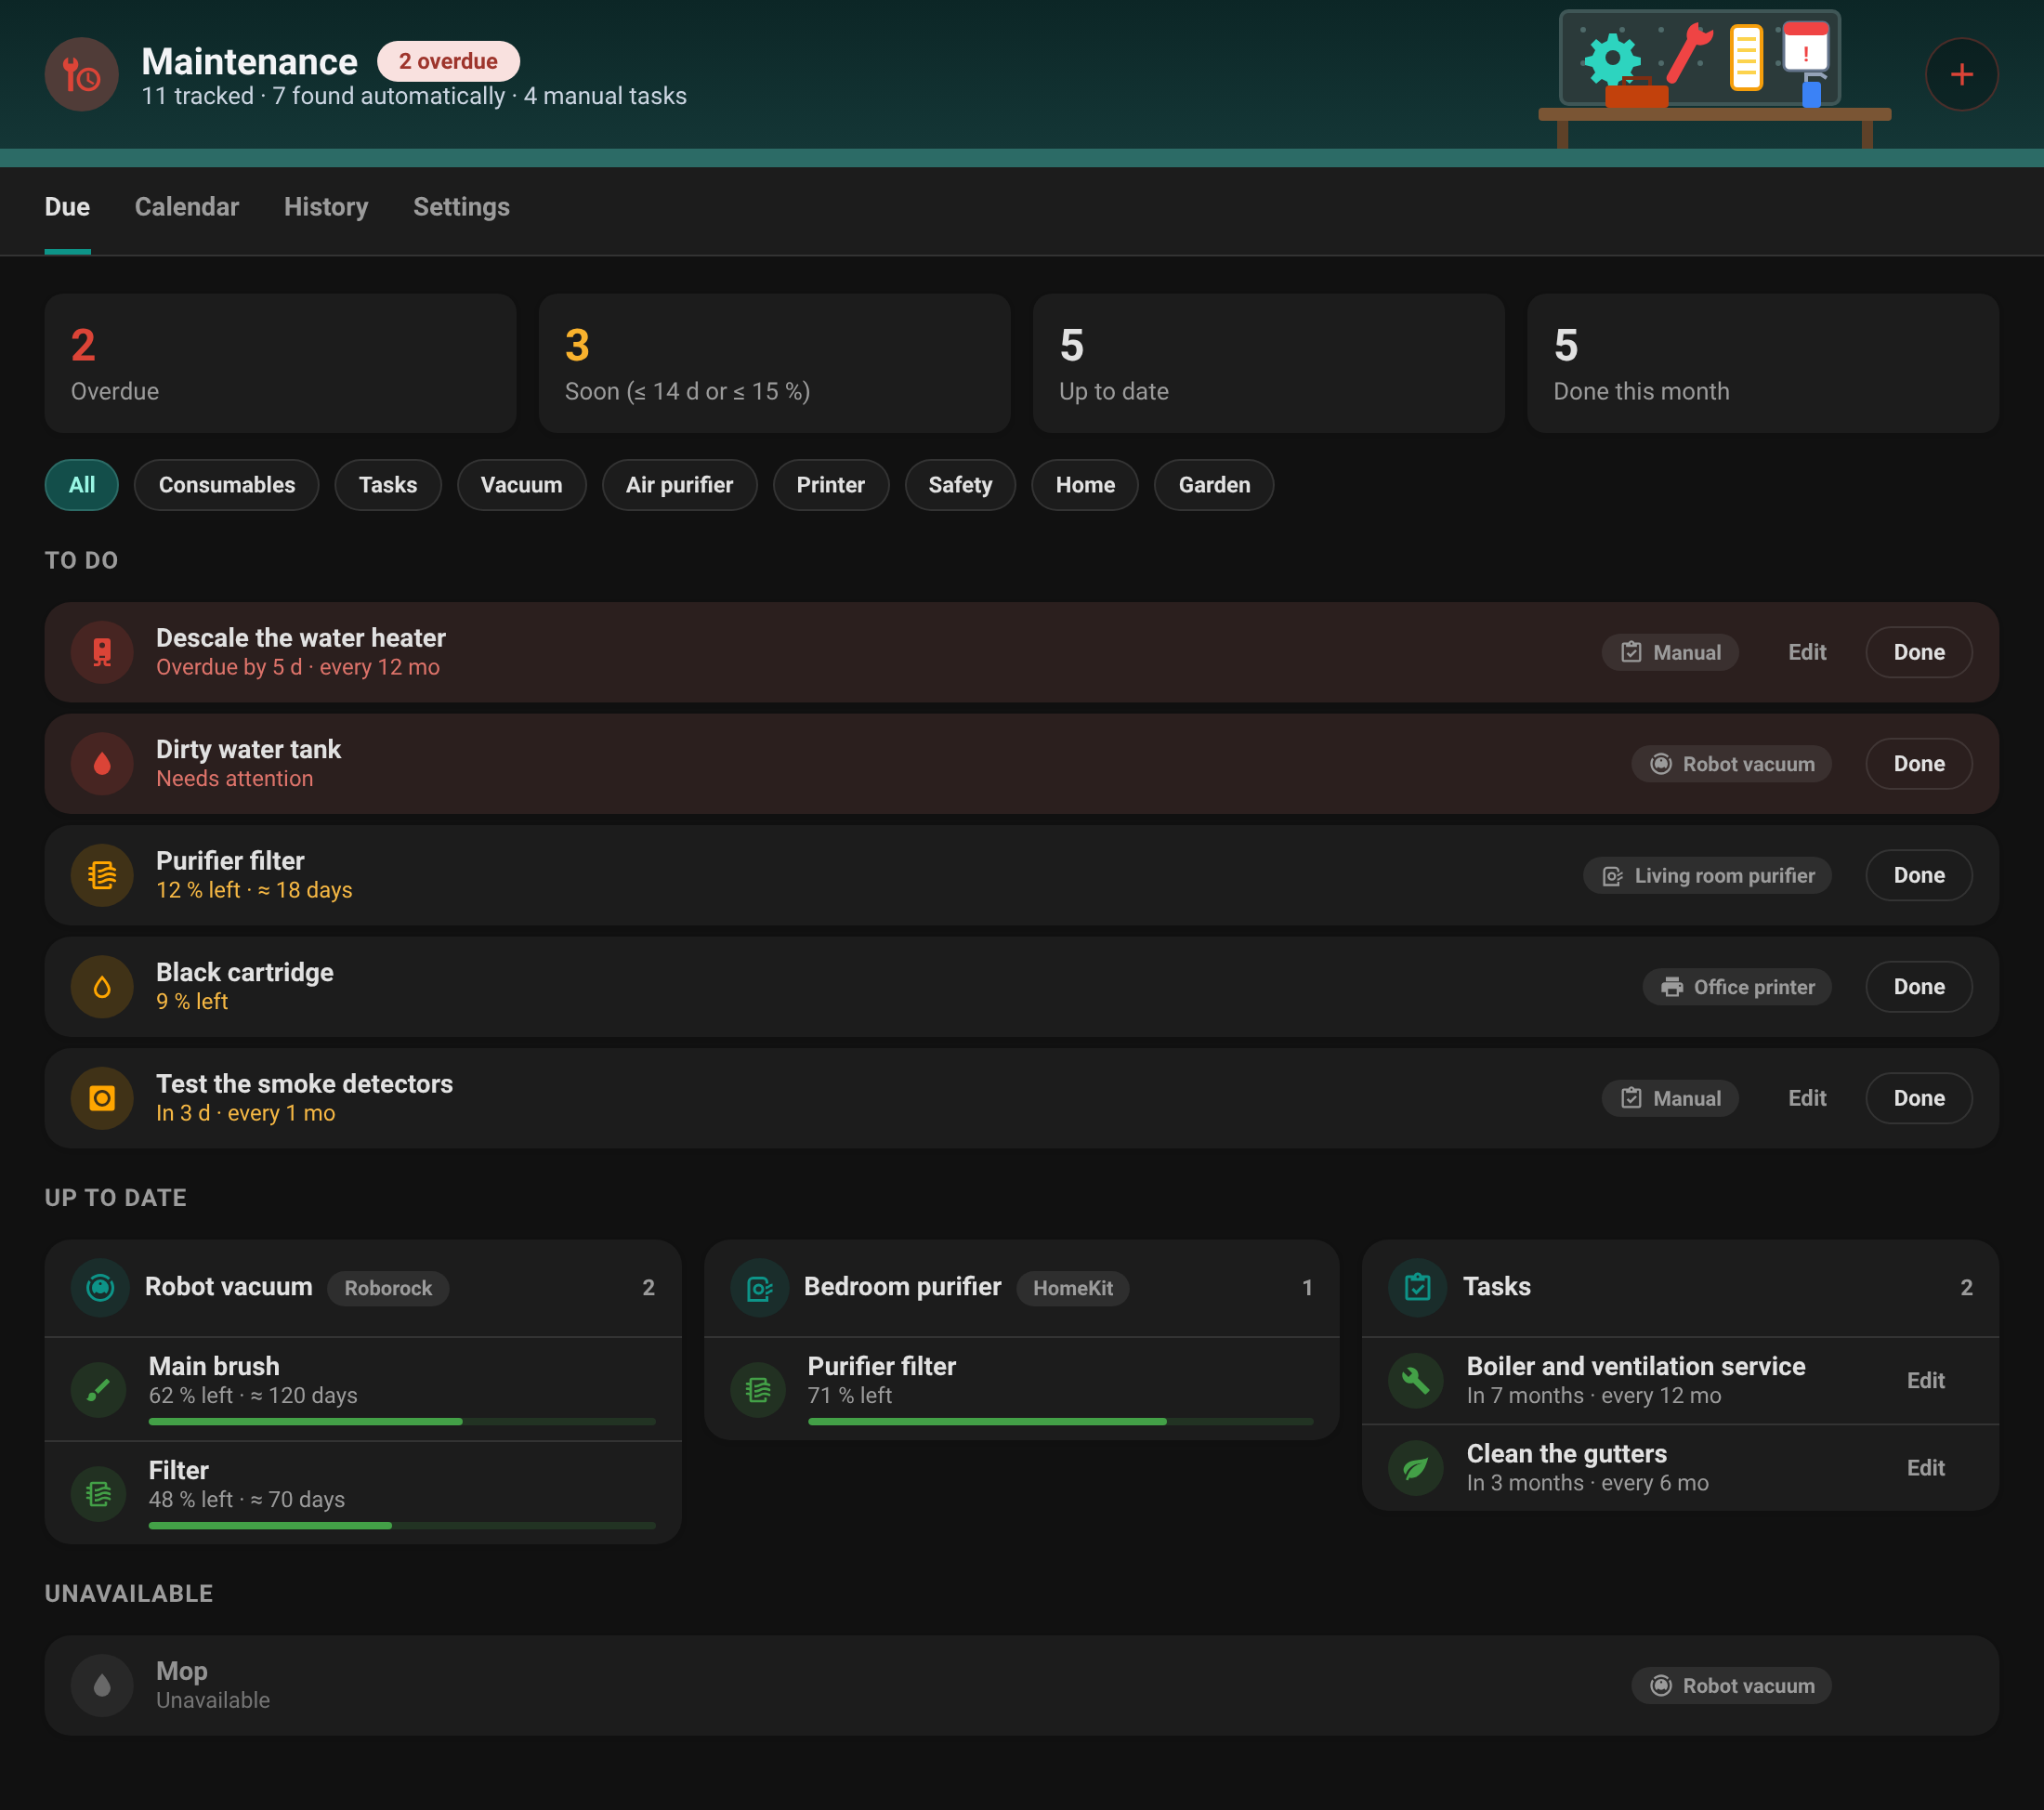 Maintenance 2 overdue
11 tracked · 7 found automatically · 4 manual tasks
!
+
Due Calendar History Settings
2
Overdue
3
Soon (≤ 14 d or ≤ 15 %)
5
Up to date
5
Done this month
All Consumables Tasks Vacuum Air purifier Printer Safety Home Garden
TO DO
Descale the water heater
Overdue by 5 d · every 12 mo
Manual Edit Done
Dirty water tank
Needs attention
Robot vacuum Done
Purifier filter
12 % left · ≈ 18 days
Living room purifier Done
Black cartridge
9 % left
Office printer Done
Test the smoke detectors
In 3 d · every 1 mo
Manual Edit Done
UP TO DATE
Robot vacuum Roborock 2
Main brush
62 % left · ≈ 120 days
Filter
48 % left · ≈ 70 days
Bedroom purifier HomeKit 1
Purifier filter
71 % left
Tasks 2
Boiler and ventilation service
In 7 months · every 12 mo
Edit
Clean the gutters
In 3 months · every 6 mo
Edit
UNAVAILABLE
Mop
Unavailable
Robot vacuum